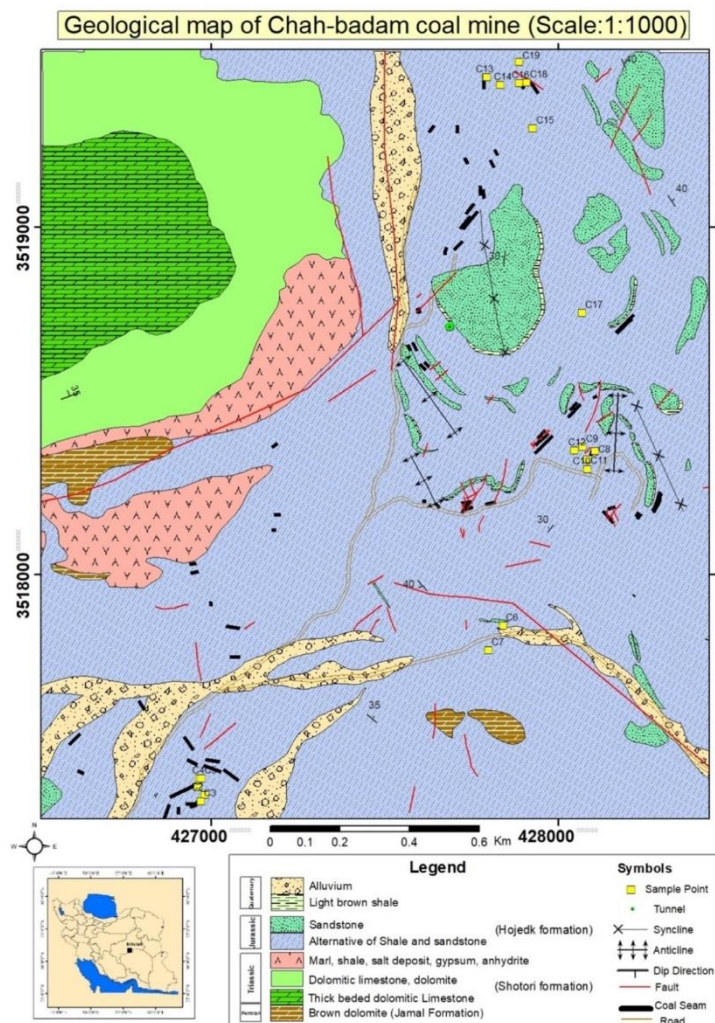 Geological map of Chah-badam coal mine (Scale:1:1000)
C19
C13
C14
C16
C18
C15
40
40
3519000
C17
35
C12
C9
C8
C10
C11
30
3518000
40
C6
C7
35
C3
427000
428000
0
0.2
0.4
0.6
Km
N
W
E
S
Legend
Quaternary
Alluvium
Light brown shale
Jurassic
Sandstone
(Hojedk formation)
Alternative of Shale and sandstone
Triassic
Marl, shale, salt deposit, gypsum, anhydrite
Dolomitic limestone, dolomite
(Shotori formation)
Thick beded dolomitic Limestone
Permian
Brown dolomite (Jamal Formation)
Symbols
Sample Point
Tunnel
Syncline
Anticline
Dip Direction
Fault
Coal Seam
Road